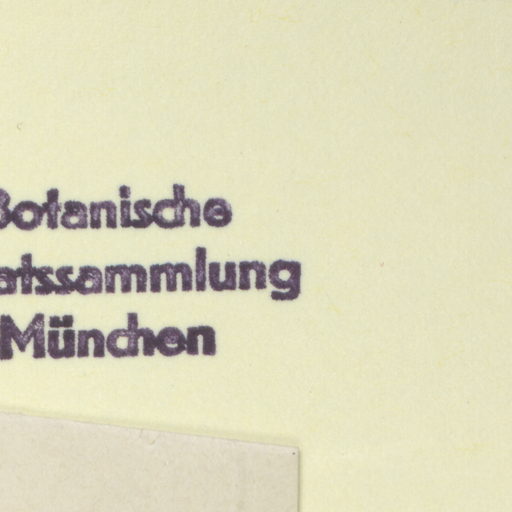 Botanische
atssammlung
München